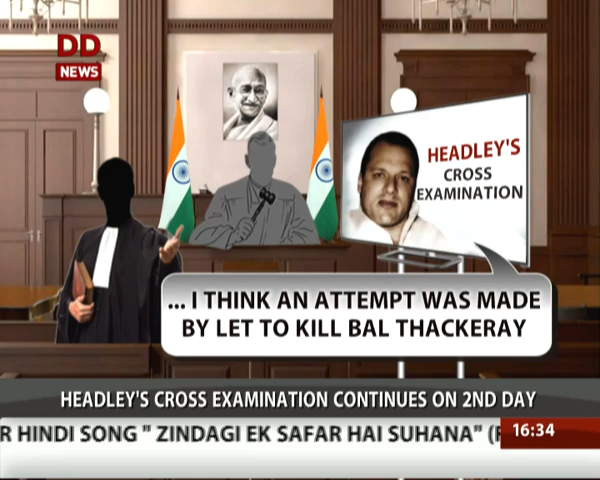 DD
NEWS
HEADLEY'S
CROSS
EXAMINATION
... I THINK AN ATTEMPT WAS MADE
BY LET TO KILL BAL THACKERAY
HEADLEY'S CROSS EXAMINATION CONTINUES ON 2ND DAY
R HINDI SONG " ZINDAGI EK SAFAR HAI SUHANA" (
16:34